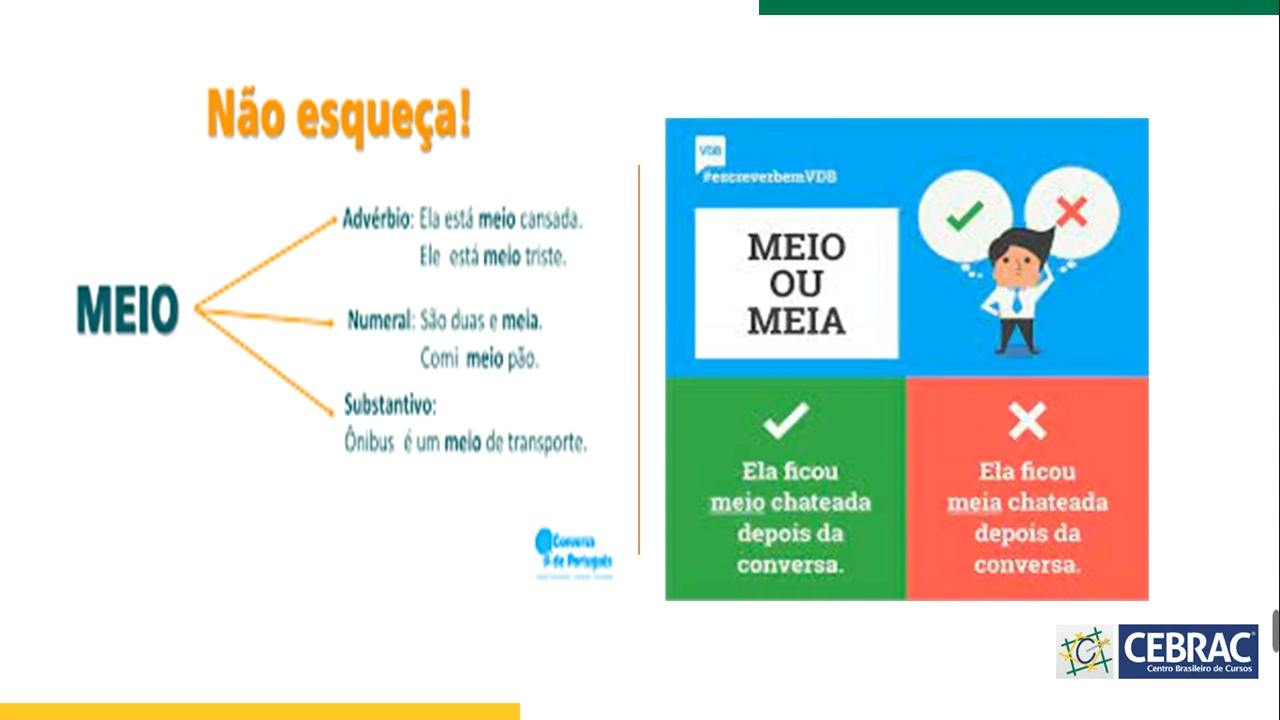 Não esqueça!
MEIO
Advérbio: Ela está meio cansada.
Ele está meio triste.
Numeral: São duas e meia.
Comi meio pão.
Substantivo:
Ônibus é um meio de transporte.
Conversa
de Português
VDB
#escreverbemVDB
MEIO
OU
MEIA
Ela ficou
meio chateada
depois da
conversa.
Ela ficou
meia chateada
depois da
conversa.
C
CEBRAC
Centro Brasileiro de Cursos